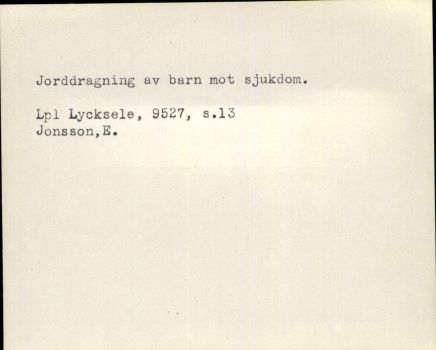 Jorddragning av barn mot sjukdom.
Lpl Lycksele, 9527, s.13
Jonsson,E.